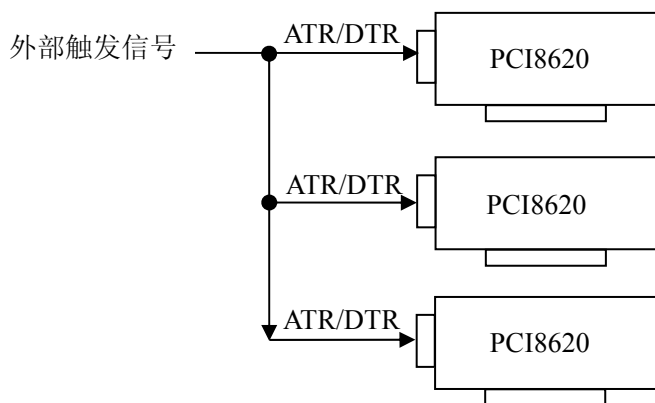 外部触发信号
ATR/DTR
PCI8620
ATR/DTR
PCI8620
ATR/DTR
PCI8620